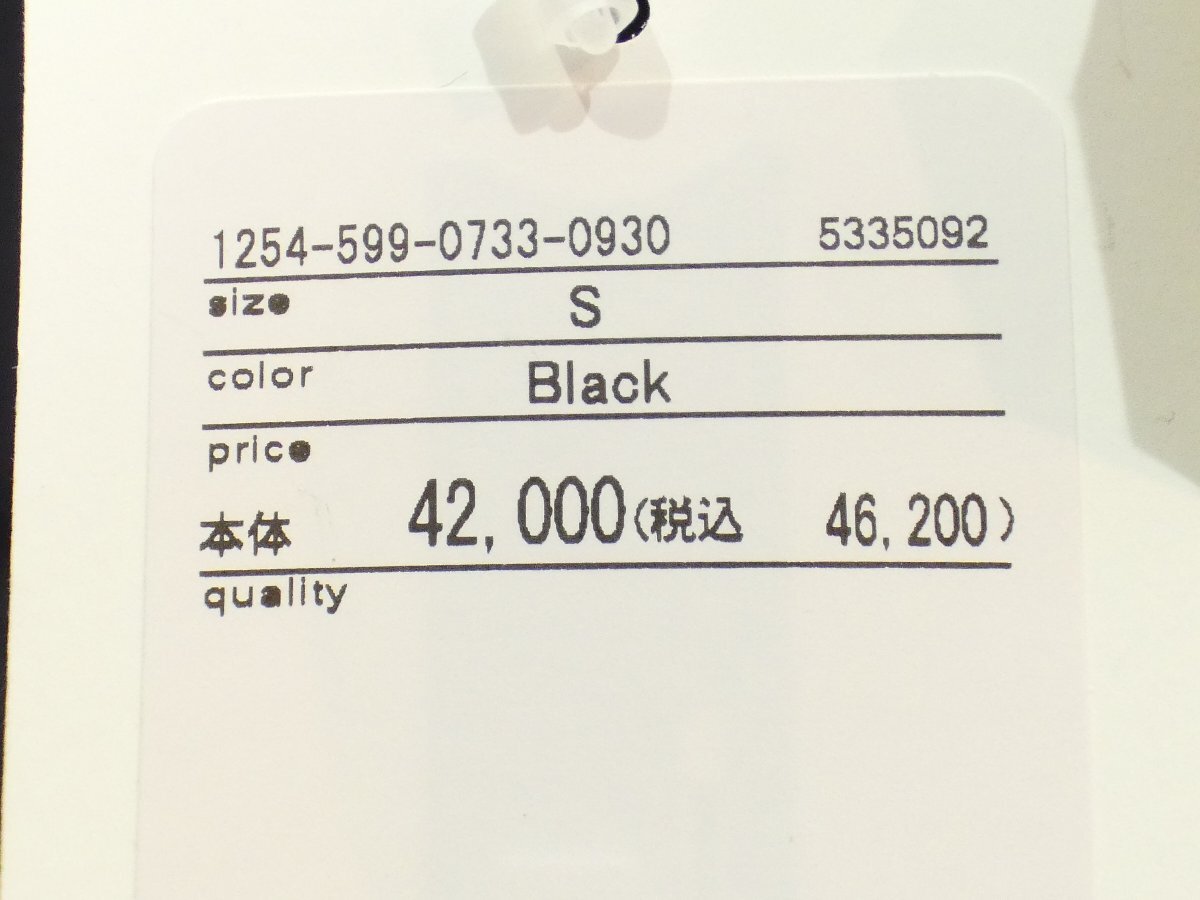 1254-599-0733-0930 5335092
size S
color Black
price
本体 42,000(税込 46,200)
quality